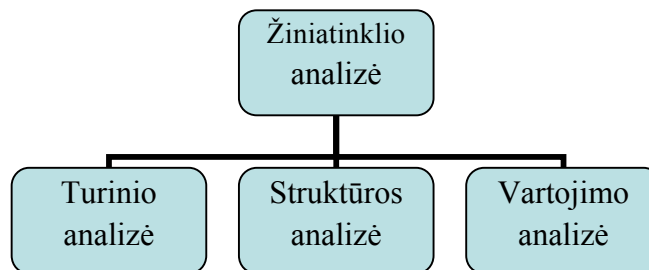 Žiniatinklio
analizė
Turinio
analizė
Struktūros
analizė
Vartojimo
analizė